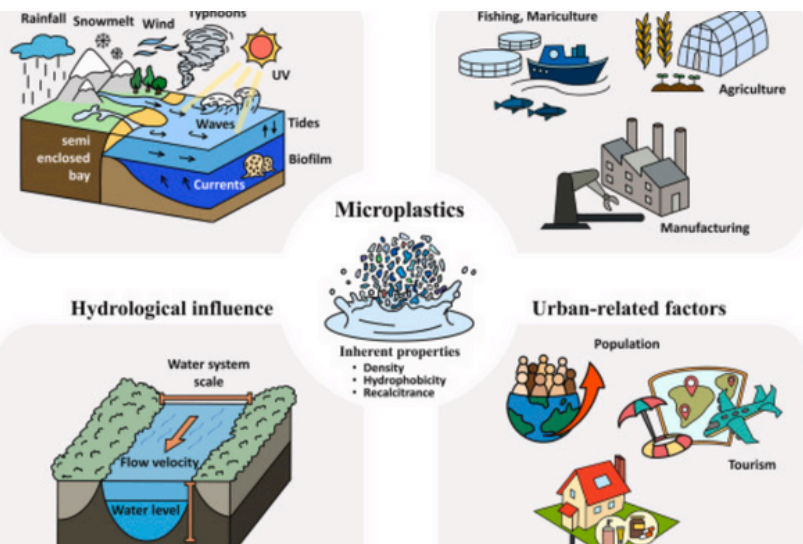 Rainfall
Snowmelt
Wind
Typhoons
UV
Waves
Tides
semi
enclosed
bay
Biofilm
Currents
Fishing, Mariculture
Agriculture
Manufacturing
Microplastics
Inherent properties
• Density
• Hydrophobicity
• Recalcitrance
Hydrological influence
Water system
scale
Flow velocity
Water level
Urban-related factors
Population
Tourism